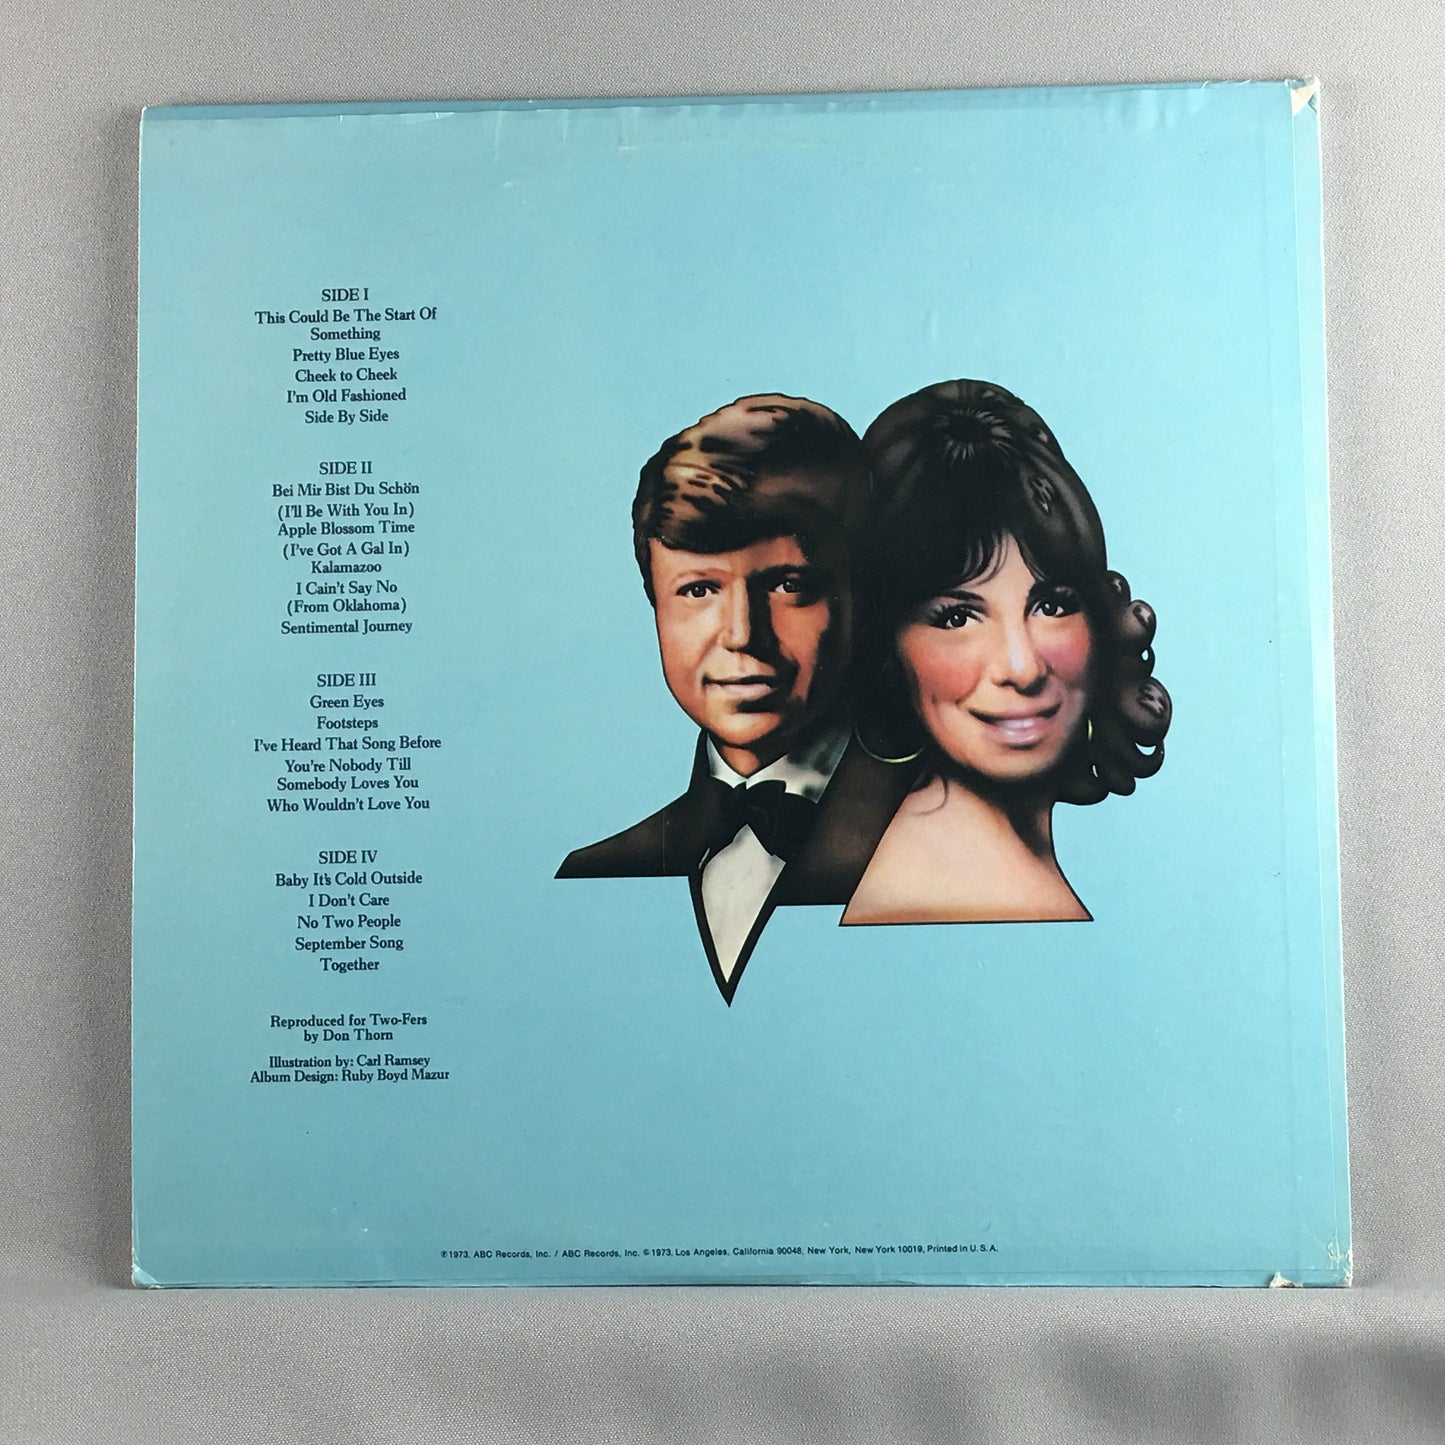 SIDE I
This Could Be The Start Of
Something
Pretty Blue Eyes
Cheek to Cheek
I'm Old Fashioned
Side By Side
SIDE II
Bei Mir Bist Du Schön
(I'll Be With You In)
Apple Blossom Time
(I've Got A Gal In)
Kalamazoo
I Cain't Say No
(From Oklahoma)
Sentimental Journey
SIDE III
Green Eyes
Footsteps
I've Heard That Song Before
You're Nobody Till
Somebody Loves You
Who Wouldn't Love You
SIDE IV
Baby It's Cold Outside
I Don't Care
No Two People
September Song
Together
Reproduced for Two-Fers
by Don Thorn
Illustration by: Carl Ramsey
Album Design: Ruby Boyd Mazur
℗ 1973, ABC Records, Inc. / ABC Records, Inc. © 1973, Los Angeles, California 90048, New York, New York 10019, Printed in U.S.A.